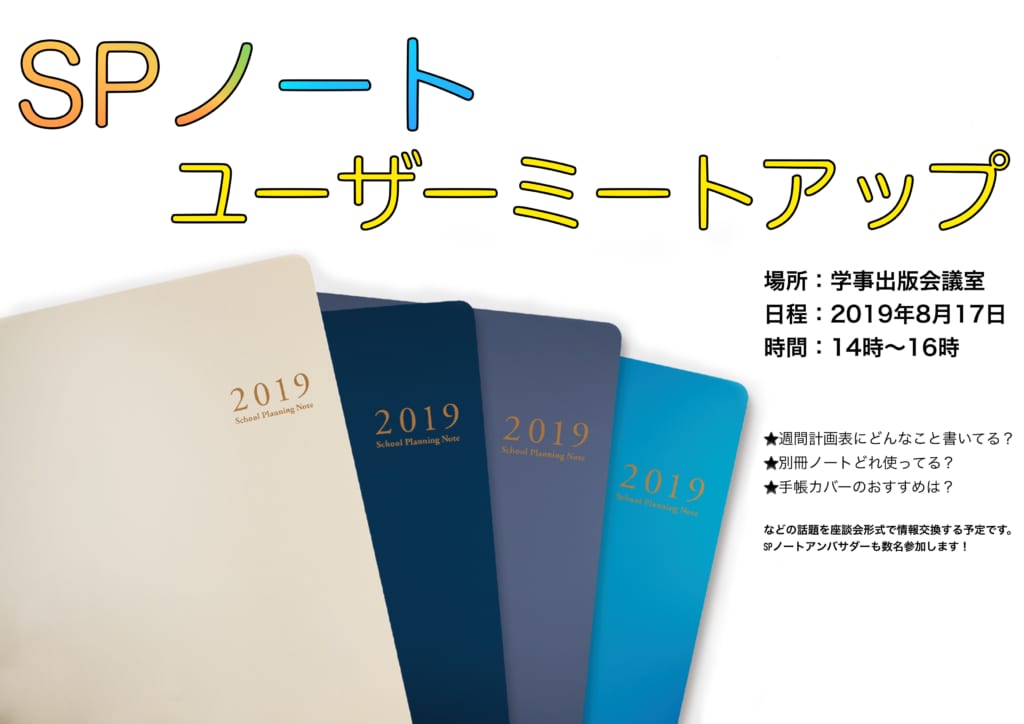 SPノート
ユーザーミートアップ
場所：学事出版会議室
日程：2019年8月17日
時間：14時〜16時
★週間計画表にどんなこと書いてる？
★別冊ノートどれ使ってる？
★手帳カバーのおすすめは？
などの話題を座談会形式で情報交換する予定です。
SPノートアンバサダーも数名参加します！
2019
School Planning Note
2019
School Planning Note
2019
School Planning Note
2019
School Planning Note